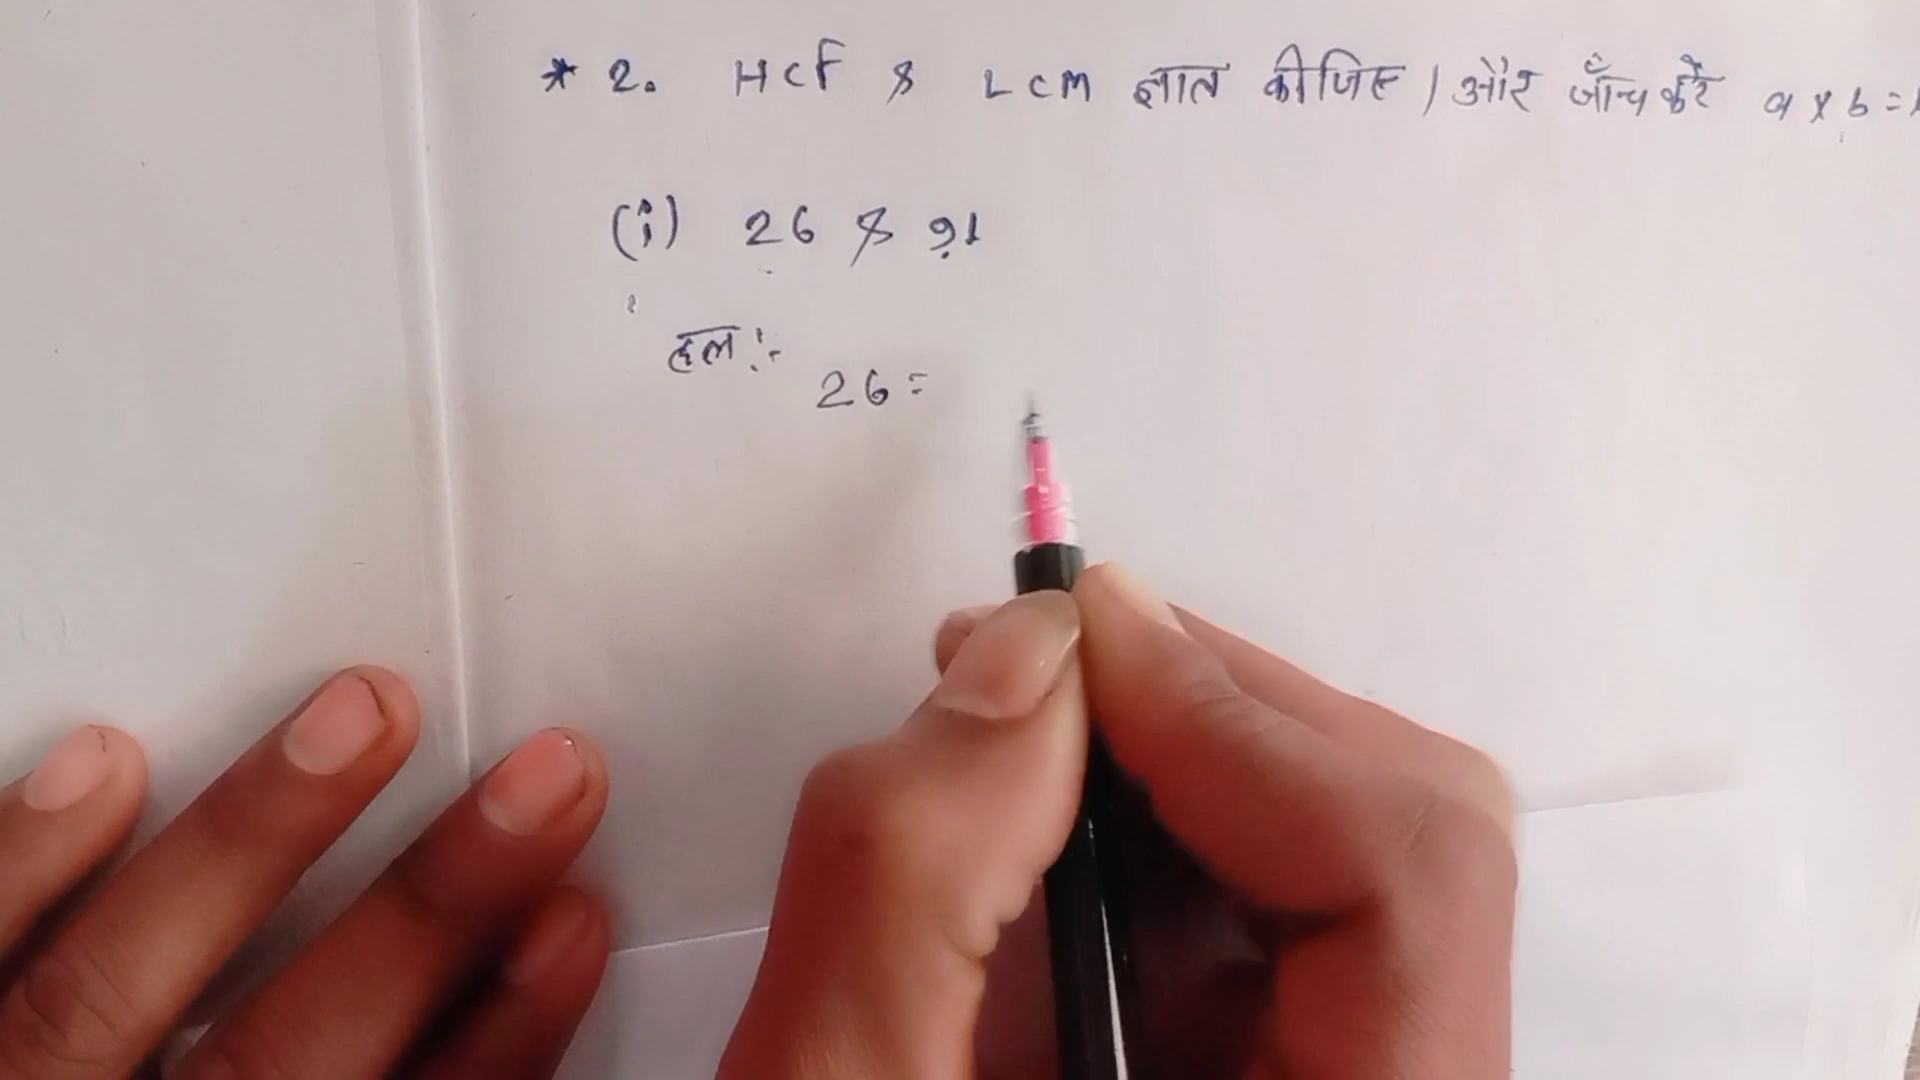 * 2. HCF & LCM ज्ञात कीजिए / और जाँच करें a x b =
(i) 26 & 91
हल :-
26 =